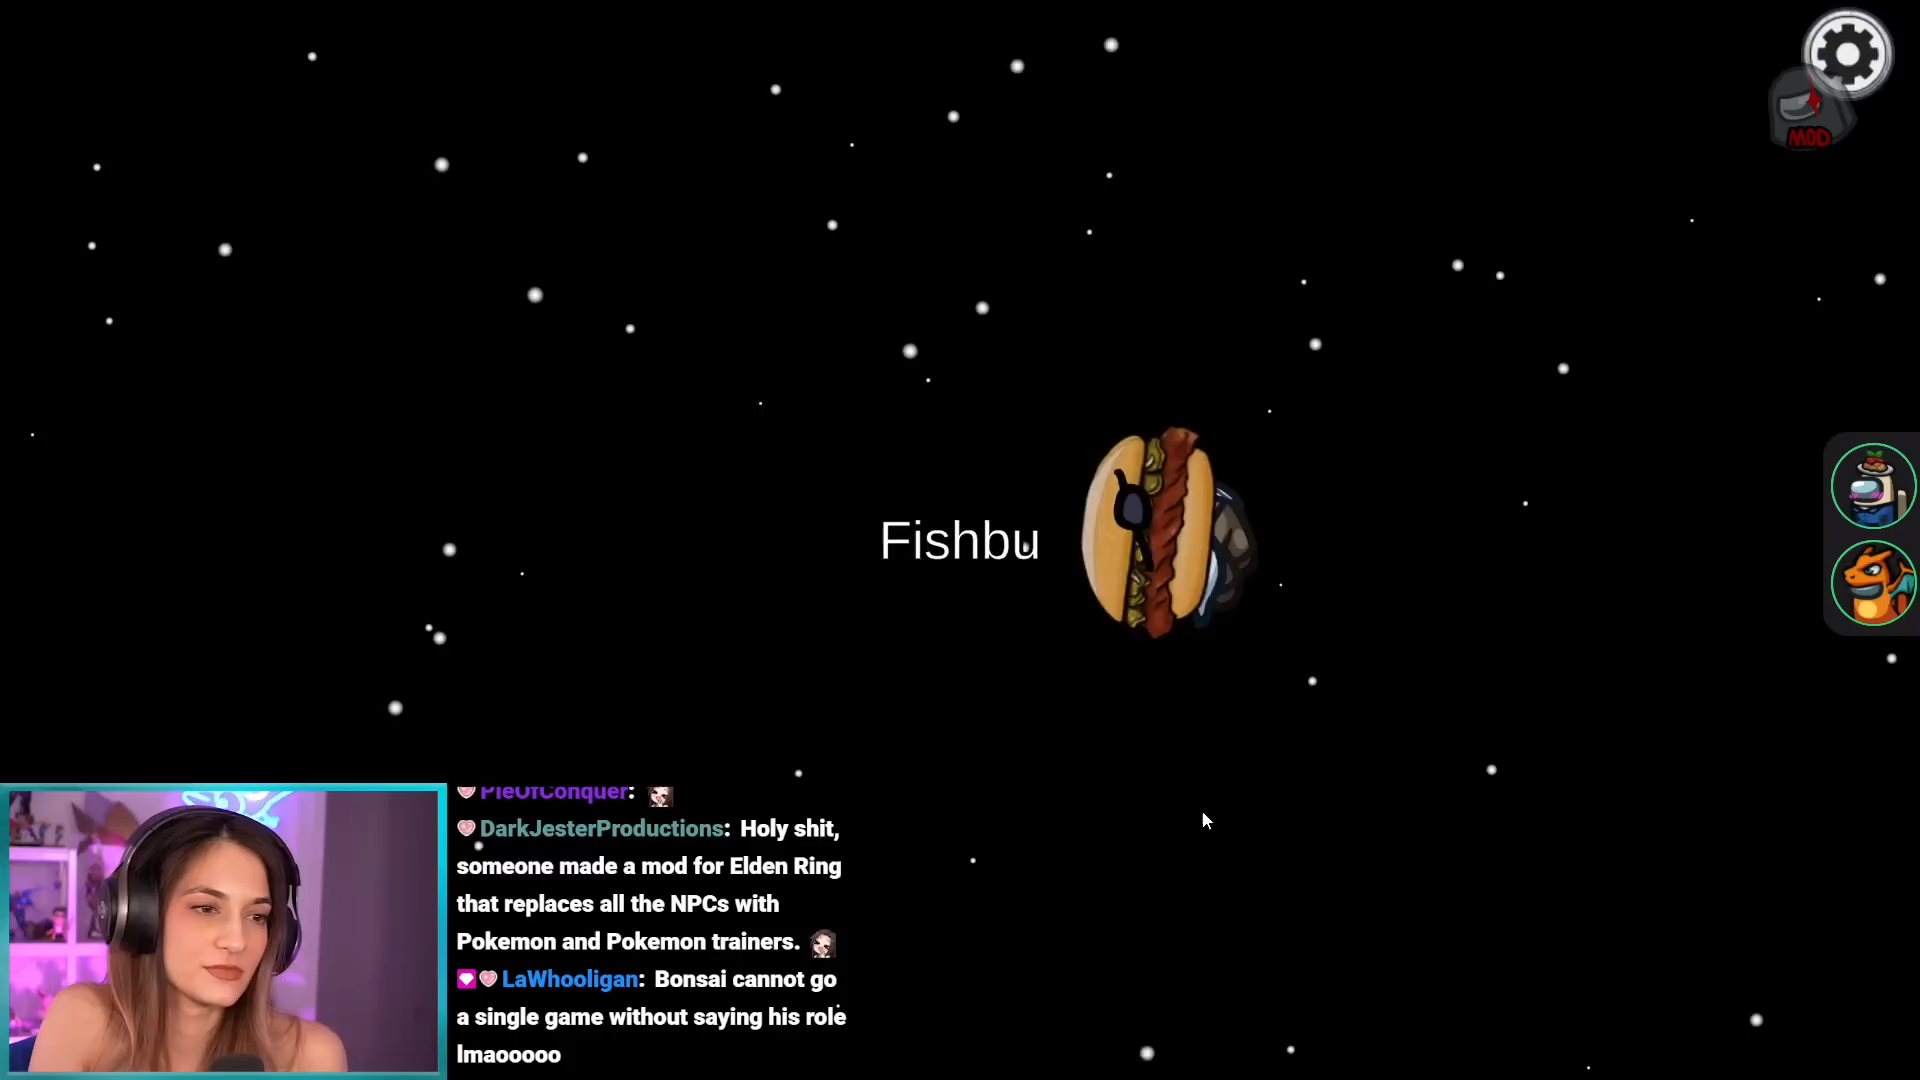 MOD
Fishbu
PieOfConquer:
DarkJesterProductions: Holy shit,
someone made a mod for Elden Ring
that replaces all the NPCs with
Pokemon and Pokemon trainers.
LaWhooligan: Bonsai cannot go
a single game without saying his role
lmaooooo